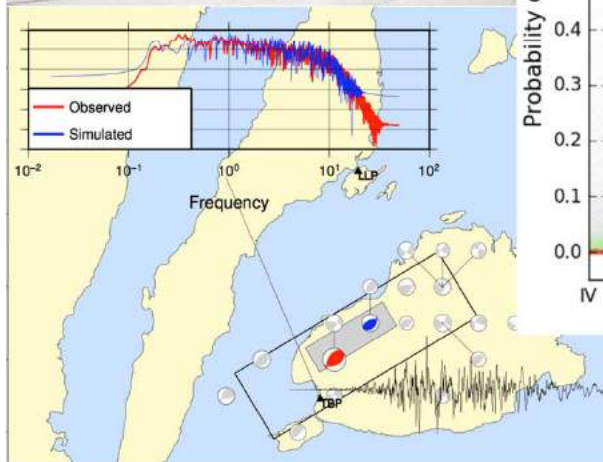 Observed
Simulated
10⁻² 10⁻¹ 10⁰ 10¹ 10²
Frequency
LLP
TBP
0.4
0.3
0.2
0.1
0.0
IV